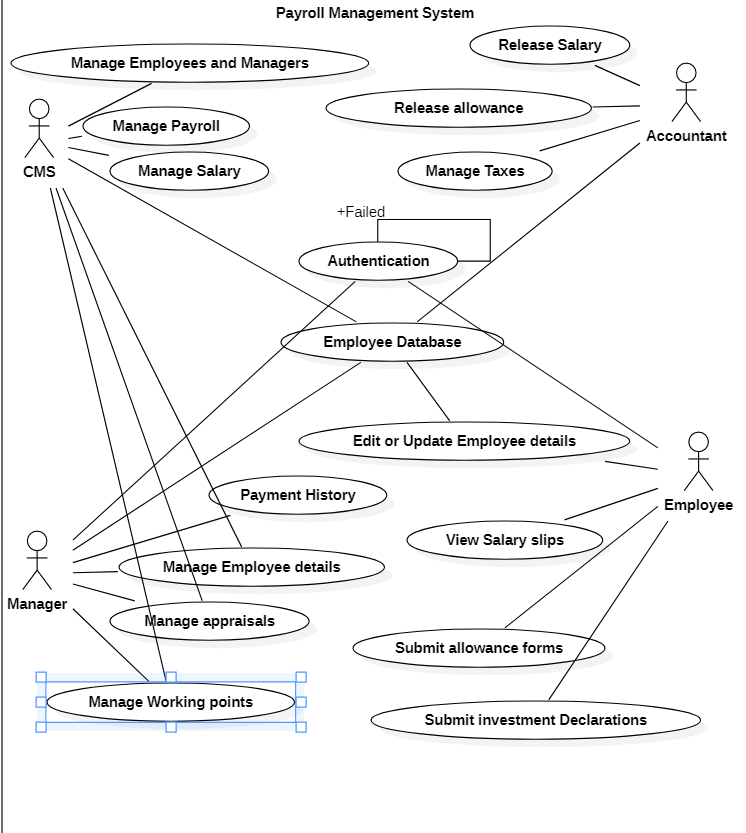 Payroll Management System
Release Salary
Manage Employees and Managers
Release allowance
Manage Payroll
Accountant
CMS
Manage Salary
Manage Taxes
+Failed
Authentication
Employee Database
Edit or Update Employee details
Payment History
Employee
View Salary slips
Manage Employee details
Manager
Manage appraisals
Submit allowance forms
Manage Working points
Submit investment Declarations